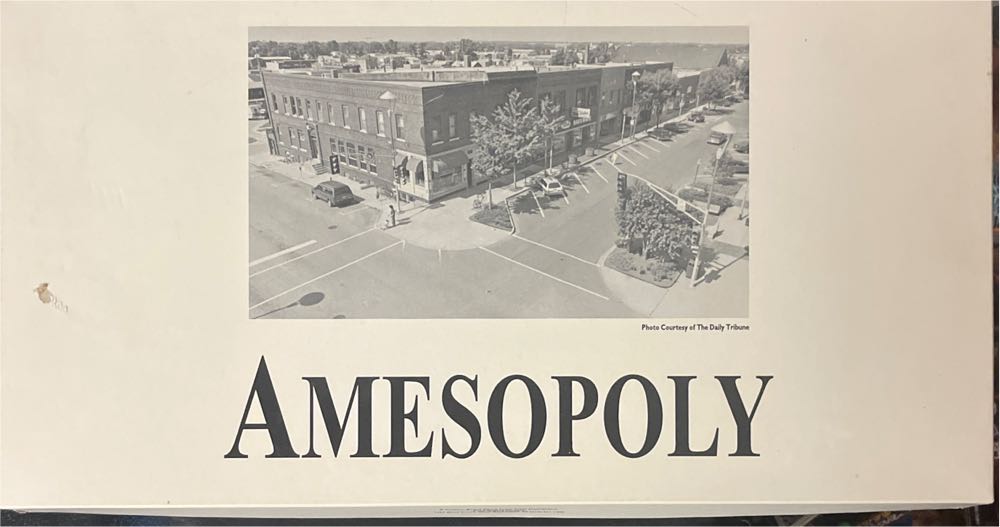 Photo Courtesy of The Daily Tribune
AMESOPOLY